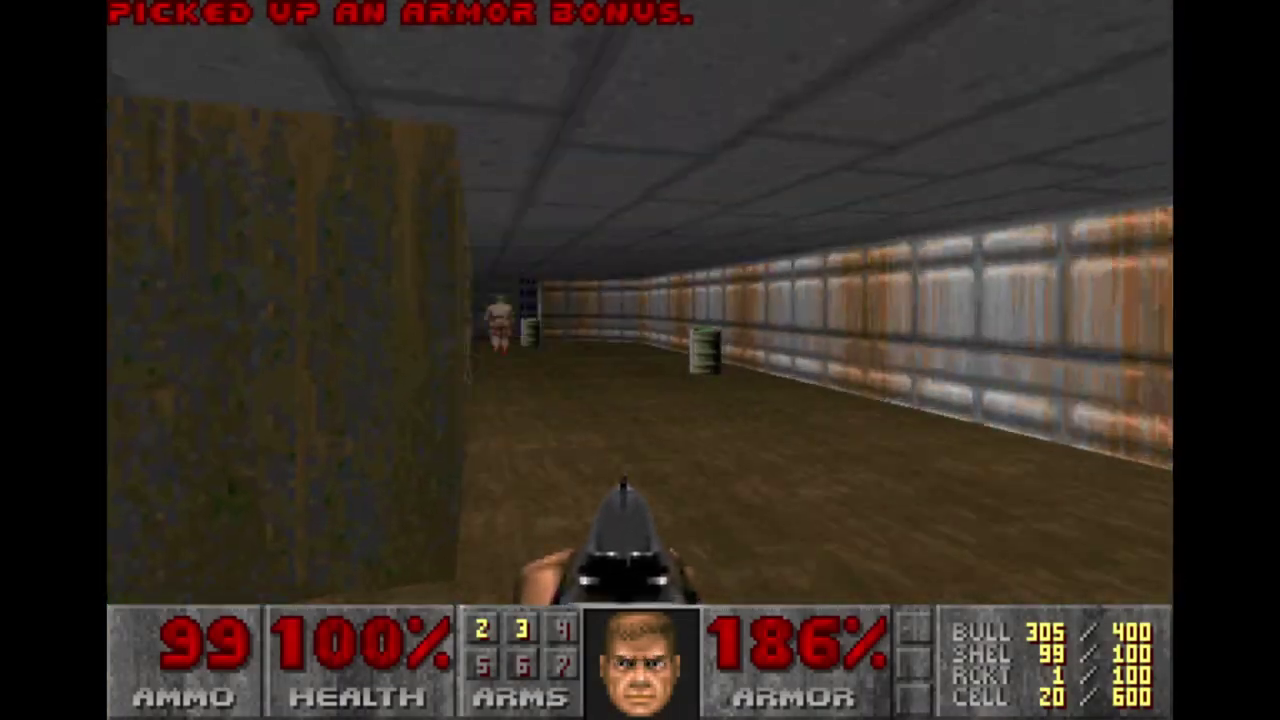 PICKED UP AN ARMOR BONUS.
99 100% 2 3 4 186% BULL 305 / 400
5 6 7 SHEL 99 / 100
RCKT 1 / 100
AMMO HEALTH ARMS ARMOR CELL 20 / 600